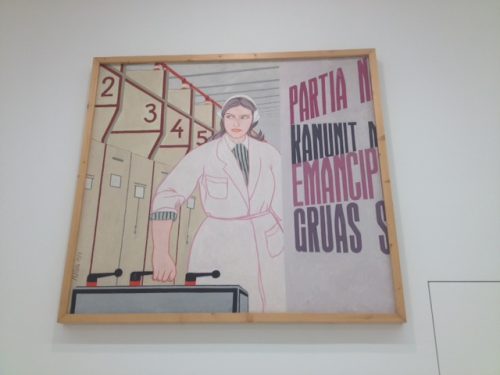 2
3
4
5
PARTIA N
KANUNIT D
EMANCIP
GRUAS S